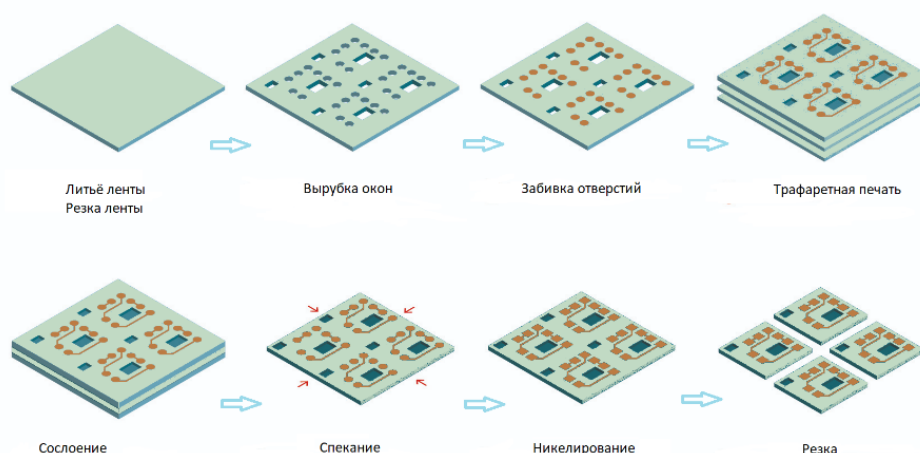 Литьё ленты
Резка ленты
Вырубка окон
Забивка отверстий
Трафаретная печать
Сослоение
Спекание
Никелирование
Резка